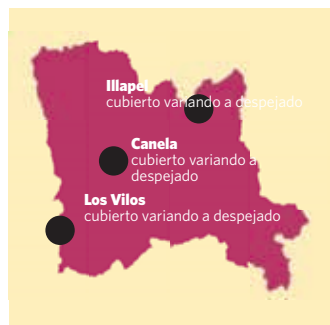 Illapel
cubierto variando a despejado
Canela
cubierto variando a
despejado
Los Vilos
cubierto variando a despejado